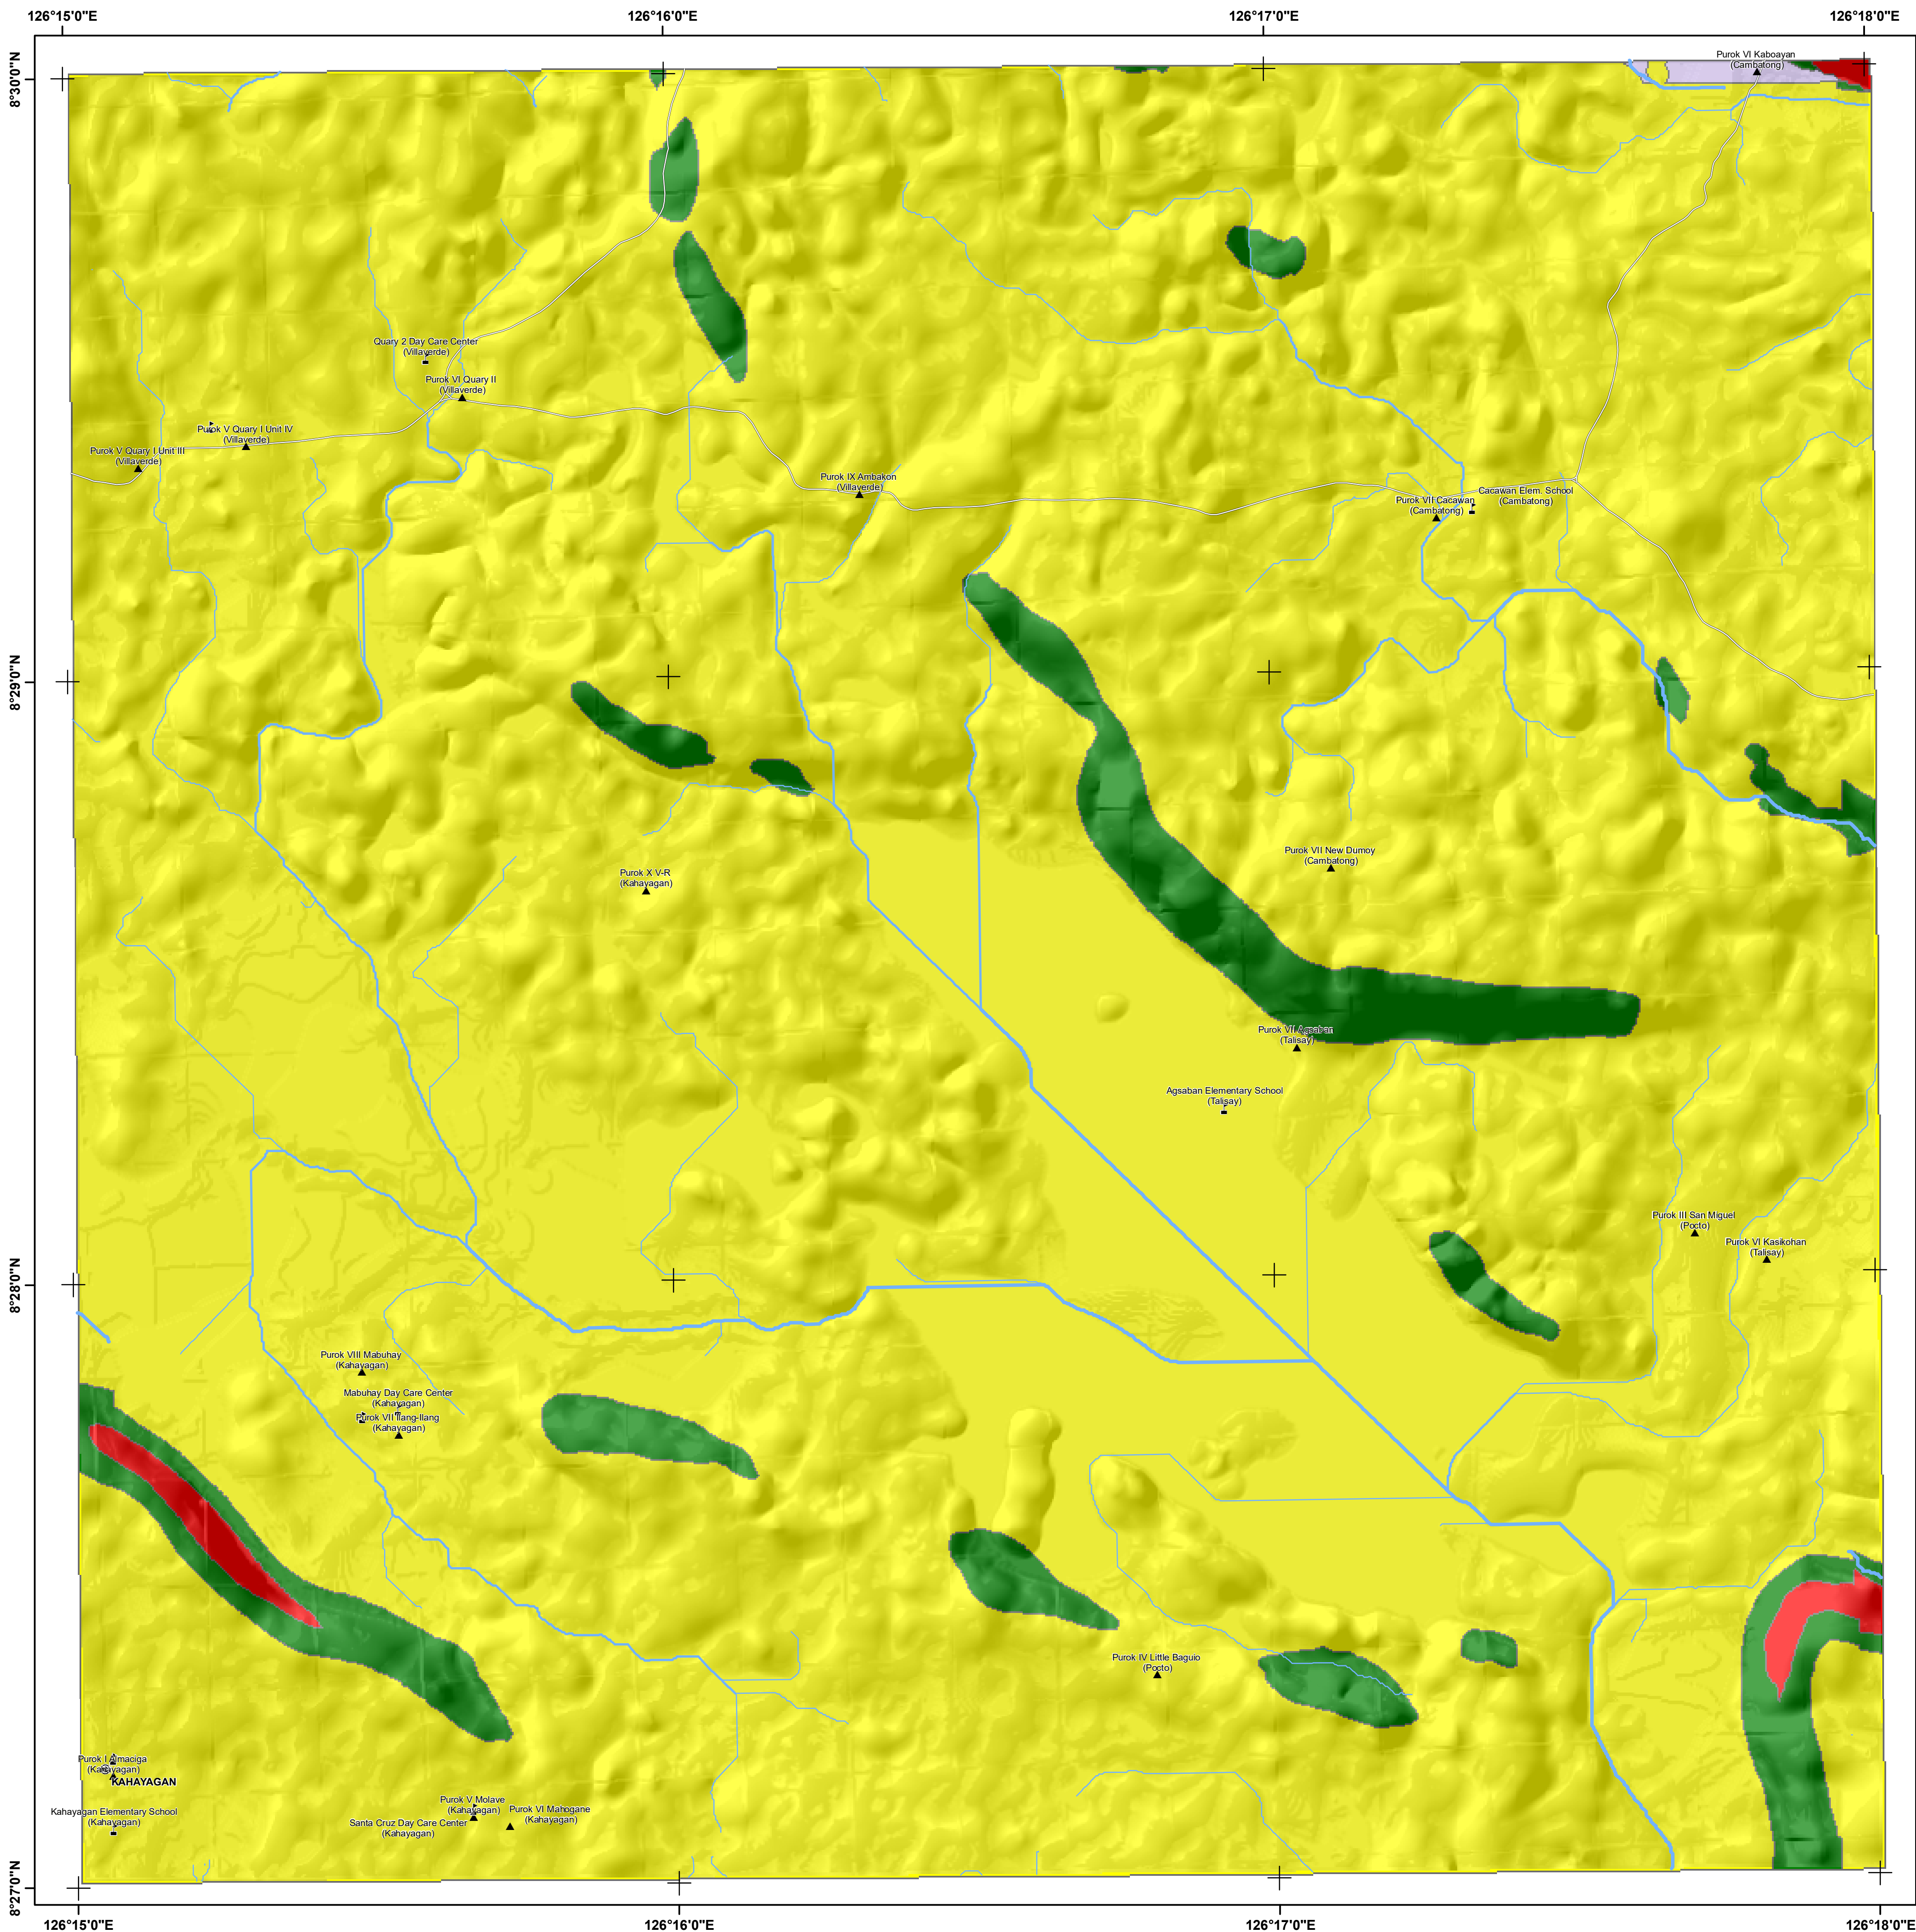 126°15'0"E
126°16'0"E
126°17'0"E
126°18'0"E
8°30'0"N
Purok VI Kaboayan
(Cambatong)
Quary 2 Day Care Center
(Villaverde)
Purok VI Quary II
(Villaverde)
Purok V Quary I Unit IV
(Villaverde)
Purok V Quary I Unit III
(Villaverde)
Purok IX Ambakon
(Villaverde)
Cacawan Elem. School
(Cambatong)
Purok VII Cacawan
(Cambatong)
8°29'0"N
Purok VII New Dumoy
(Cambatong)
Purok X V-R
(Kahayagan)
Purok VII Agsaban
(Talisay)
Agsaban Elementary School
(Talisay)
Purok III San Miguel
(Pocto)
Purok VI Kasikohan
(Talisay)
8°28'0"N
Purok VIII Mabuhay
(Kahayagan)
Mabuhay Day Care Center
(Kahayagan)
Purok VII Ilang-Ilang
(Kahayagan)
Purok IV Little Baguio
(Pocto)
Purok I Almaciga
(Kahayagan)
KAHAYAGAN
Kahayagan Elementary School
(Kahayagan)
Purok V Molave
(Kahayagan)
Purok VI Mahogane
(Kahayagan)
Santa Cruz Day Care Center
(Kahayagan)
8°27'0"N
126°15'0"E
126°16'0"E
126°17'0"E
126°18'0"E